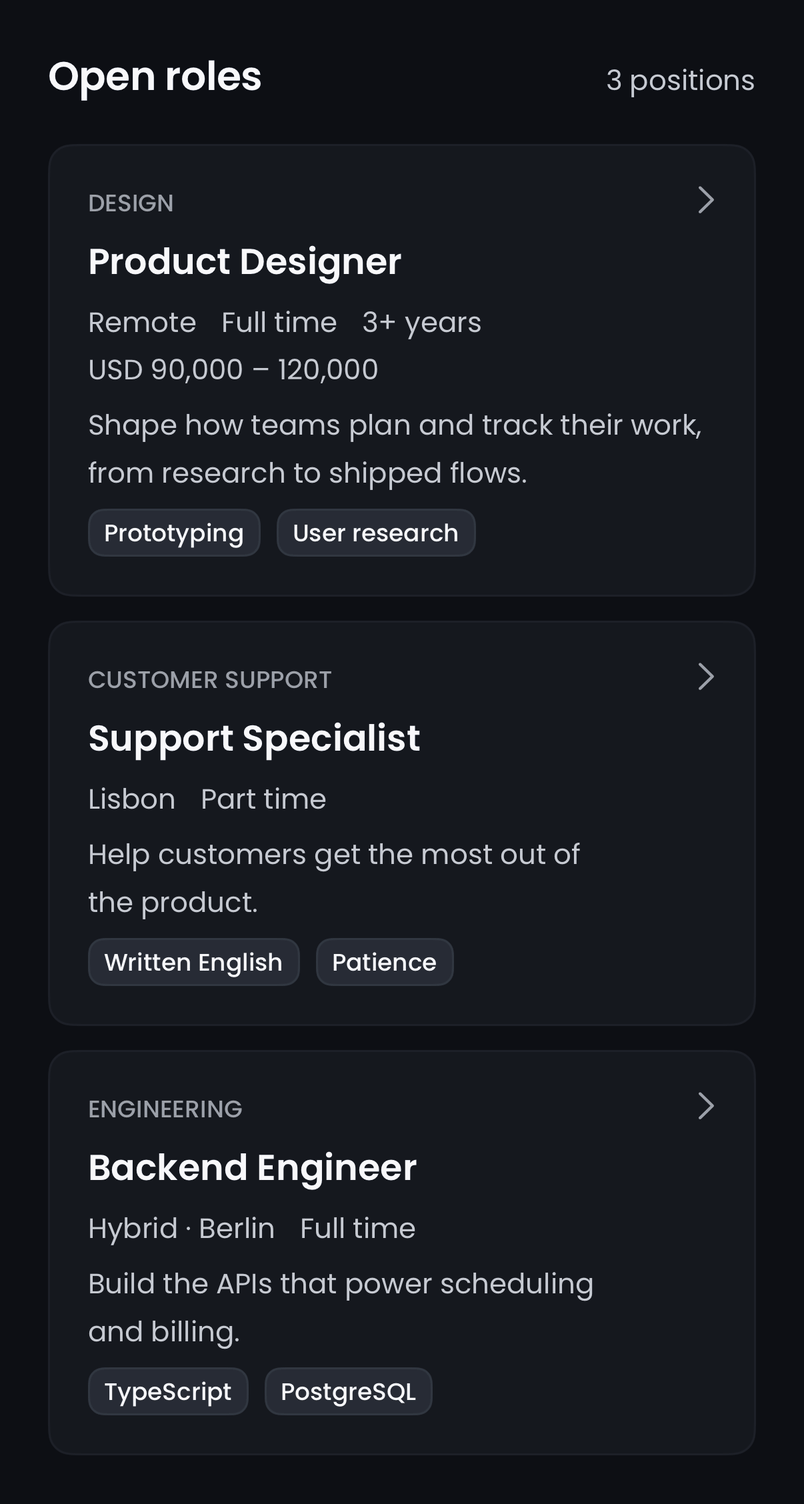 Open roles
3 positions
DESIGN
Product Designer
Remote Full time 3+ years
USD 90,000 – 120,000
Shape how teams plan and track their work,
from research to shipped flows.
Prototyping User research
CUSTOMER SUPPORT
Support Specialist
Lisbon Part time
Help customers get the most out of
the product.
Written English Patience
ENGINEERING
Backend Engineer
Hybrid · Berlin Full time
Build the APIs that power scheduling
and billing.
TypeScript PostgreSQL